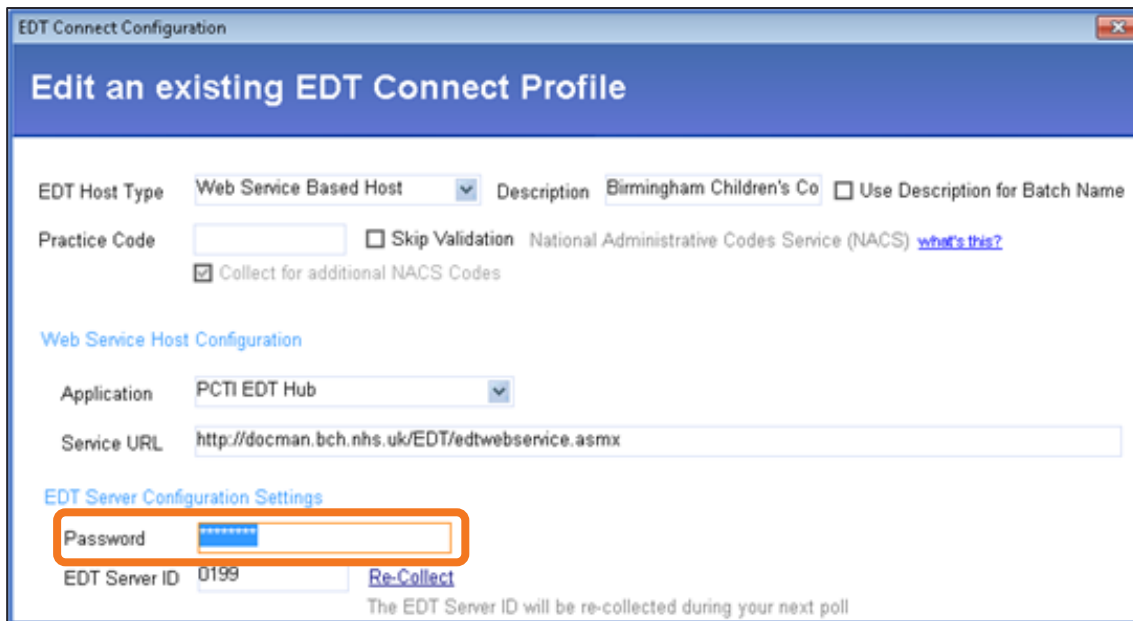 EDT Connect Configuration
Edit an existing EDT Connect Profile
EDT Host Type Web Service Based Host Description Birmingham Children's Co Use Description for Batch Name
Practice Code Skip Validation National Administrative Codes Service (NACS) what's this?
Collect for additional NACS Codes
Web Service Host Configuration
Application PCTI EDT Hub
Service URL http://docman.bch.nhs.uk/EDT/edtwebservice.asmx
EDT Server Configuration Settings
Password ********
EDT Server ID 0199 Re-Collect
The EDT Server ID will be re-collected during your next poll